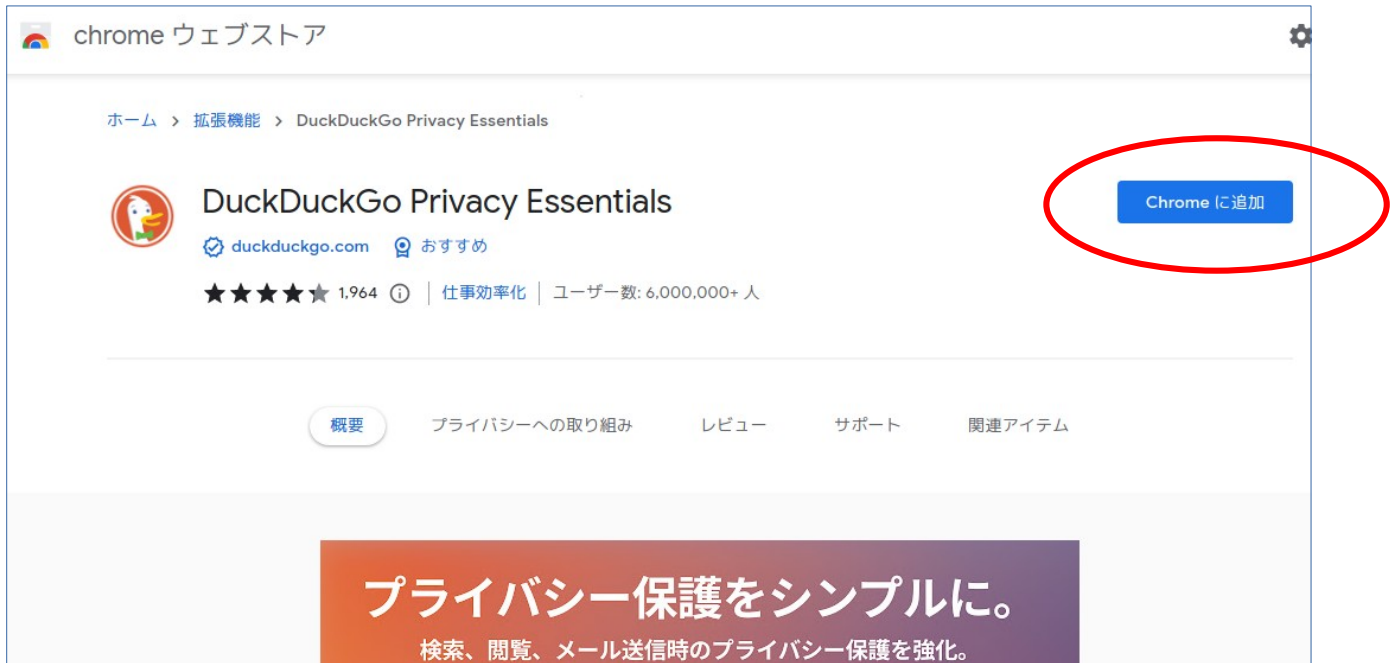 chrome ウェブストア
ホーム > 拡張機能 > DuckDuckGo Privacy Essentials
DuckDuckGo Privacy Essentials
Chrome に追加
duckduckgo.com おすすめ
1,964 仕事効率化 ユーザー数: 6,000,000+ 人
概要 プライバシーへの取り組み レビュー サポート 関連アイテム
プライバシー保護をシンプルに。
検索、閲覧、メール送信時のプライバシー保護を強化。